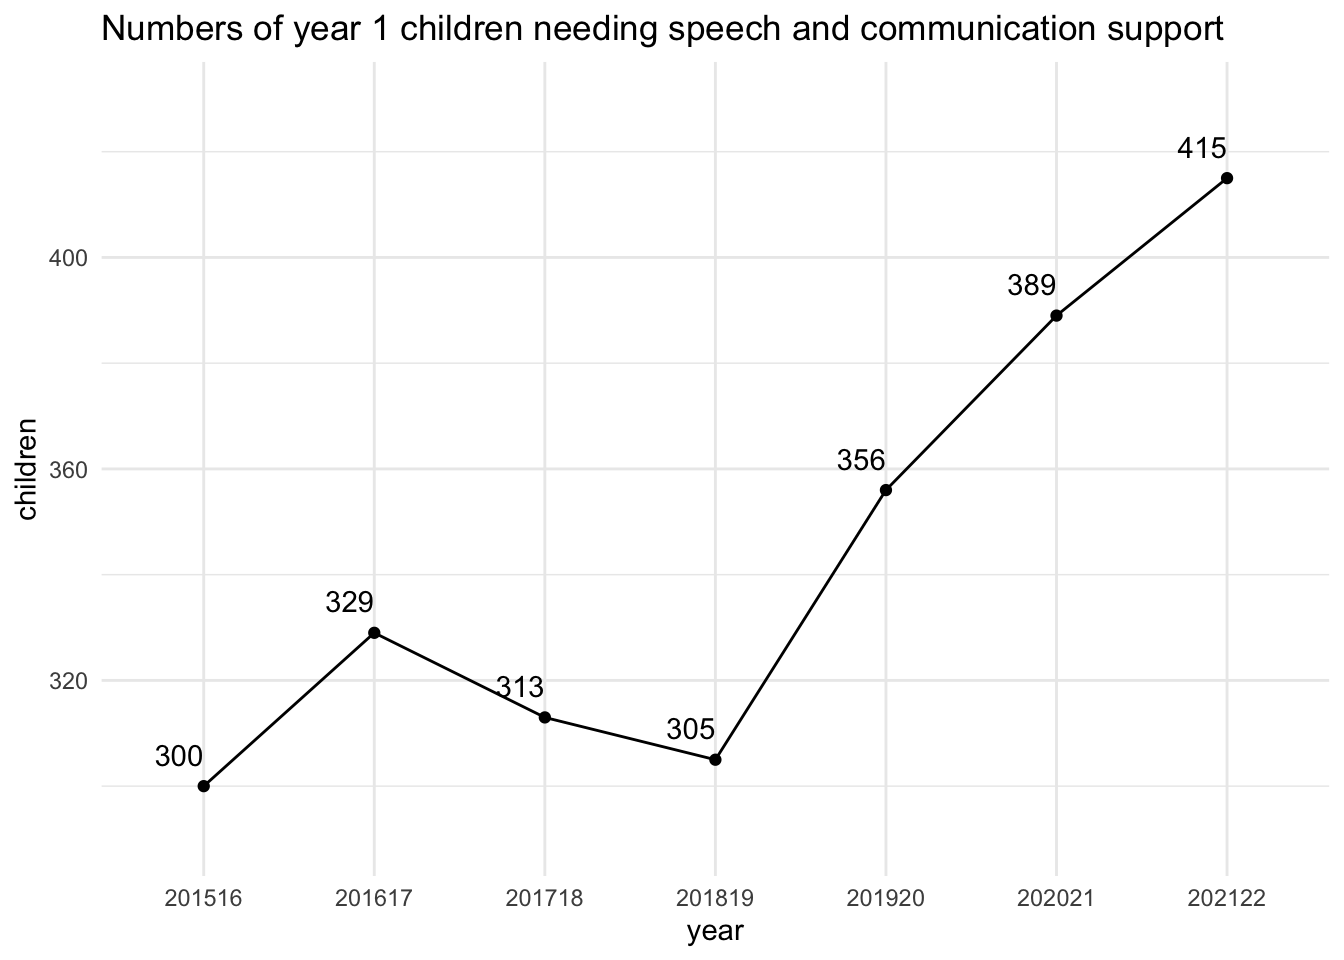 Numbers of year 1 children needing speech and communication support
415
400
389
356
360
children
329
320
313
305
300
201516 201617 201718 201819 201920 202021 202122
year